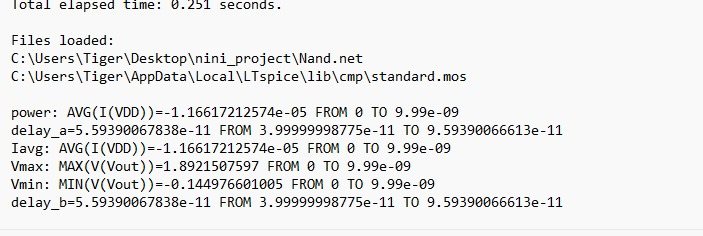 Total elapsed time: 0.251 seconds.
Files loaded:
C:\Users\Tiger\Desktop\nini_project\Nand.net
C:\Users\Tiger\AppData\Local\LTspice\lib\cmp\standard.mos
power: AVG(I(VDD))=-1.16617212574e-05 FROM 0 TO 9.99e-09
delay_a=5.59390067838e-11 FROM 3.99999998775e-11 TO 9.59390066613e-11
Iavg: AVG(I(VDD))=-1.16617212574e-05 FROM 0 TO 9.99e-09
Vmax: MAX(V(Vout))=1.8921507597 FROM 0 TO 9.99e-09
Vmin: MIN(V(Vout))=-0.144976601005 FROM 0 TO 9.99e-09
delay_b=5.59390067838e-11 FROM 3.99999998775e-11 TO 9.59390066613e-11